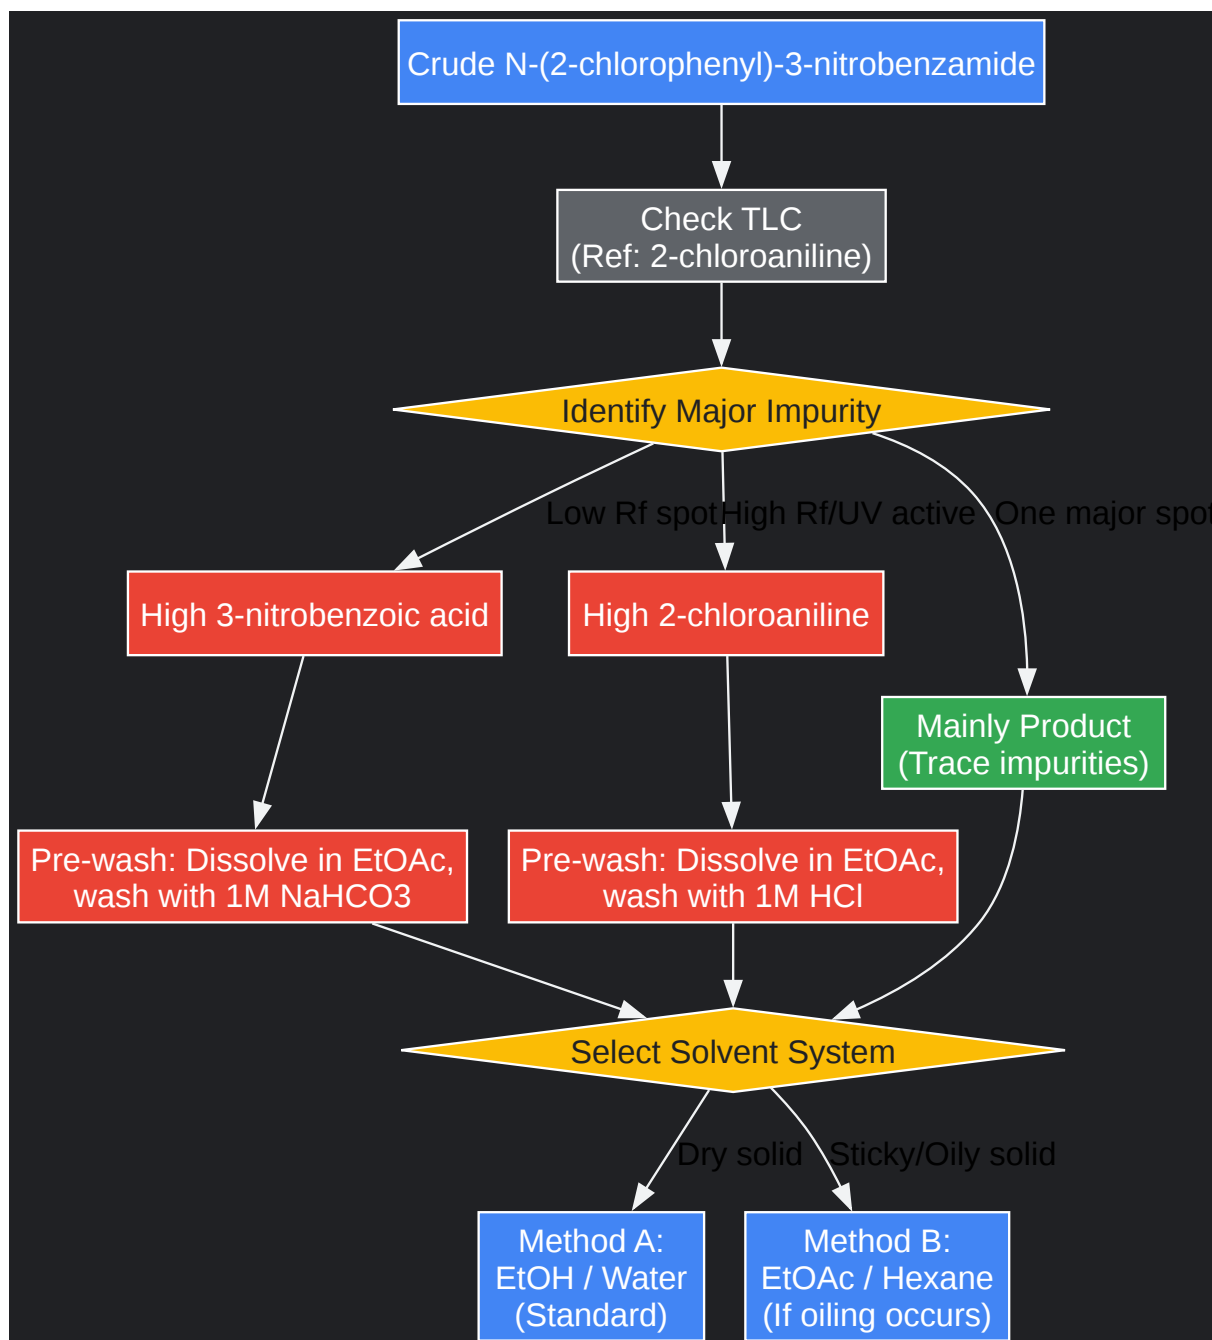 Crude N-(2-chlorophenyl)-3-nitrobenzamide
Check TLC
(Ref: 2-chloroaniline)
Identify Major Impurity
Low Rf spot
High Rf/UV active
One major spot
High 3-nitrobenzoic acid
High 2-chloroaniline
Mainly Product
(Trace impurities)
Pre-wash: Dissolve in EtOAc,
wash with 1M NaHCO3
Pre-wash: Dissolve in EtOAc,
wash with 1M HCl
Select Solvent System
Dry solid
Sticky/Oily solid
Method A:
EtOH / Water
(Standard)
Method B:
EtOAc / Hexane
(If oiling occurs)